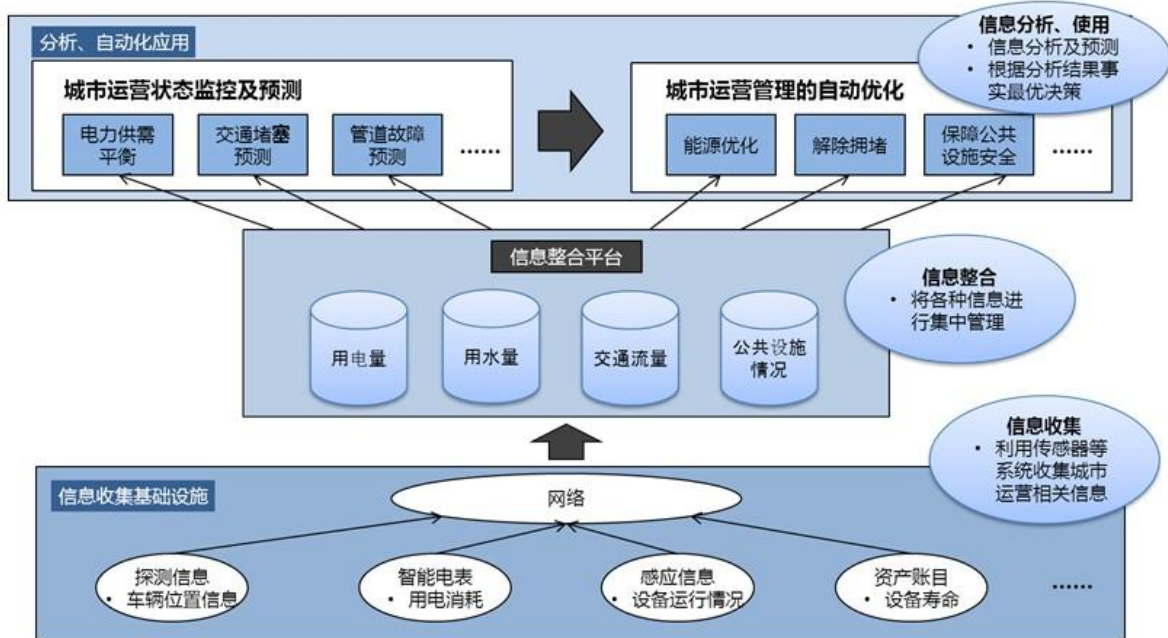 分析、自动化应用
信息分析、使用
• 信息分析及预测
• 根据分析结果事
实最优决策
城市运营状态监控及预测
电力供需
平衡
交通堵塞
预测
管道故障
预测
......
城市运营管理的自动优化
能源优化
解除拥堵
保障公共
设施安全
......
信息整合平台
用电量
用水量
交通流量
公共设施
情况
信息整合
• 将各种信息进
行集中管理
信息收集
• 利用传感器等
系统收集城市
运营相关信息
信息收集基础设施
网络
探测信息
• 车辆位置信息
智能电表
• 用电消耗
感应信息
• 设备运行情况
资产账目
• 设备寿命
......